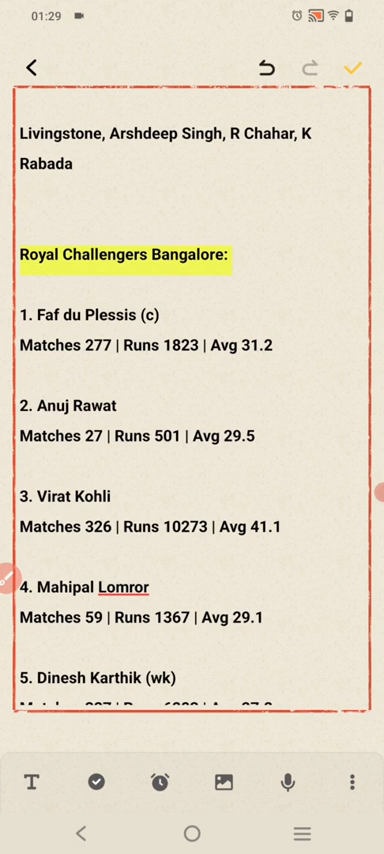 01:29
Livingstone, Arshdeep Singh, R Chahar, K
Rabada
Royal Challengers Bangalore:
1. Faf du Plessis (c)
Matches 277 | Runs 1823 | Avg 31.2
2. Anuj Rawat
Matches 27 | Runs 501 | Avg 29.5
3. Virat Kohli
Matches 326 | Runs 10273 | Avg 41.1
4. Mahipal Lomror
Matches 59 | Runs 1367 | Avg 29.1
5. Dinesh Karthik (wk)